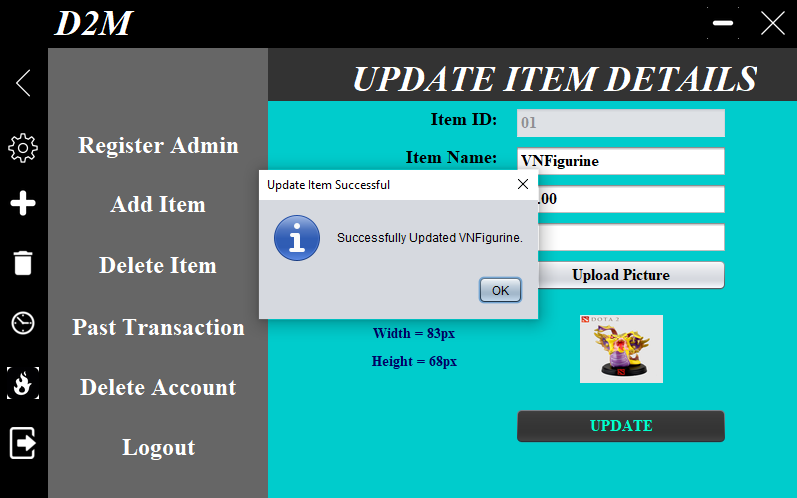 D2M
UPDATE ITEM DETAILS
Register Admin
Add Item
Delete Item
Past Transaction
Delete Account
Logout
Item ID:
01
Item Name:
VNFigurine
.00
Update Item Successful
Successfully Updated VNFigurine.
OK
Upload Picture
Width = 83px
Height = 68px
DOTA 2
UPDATE